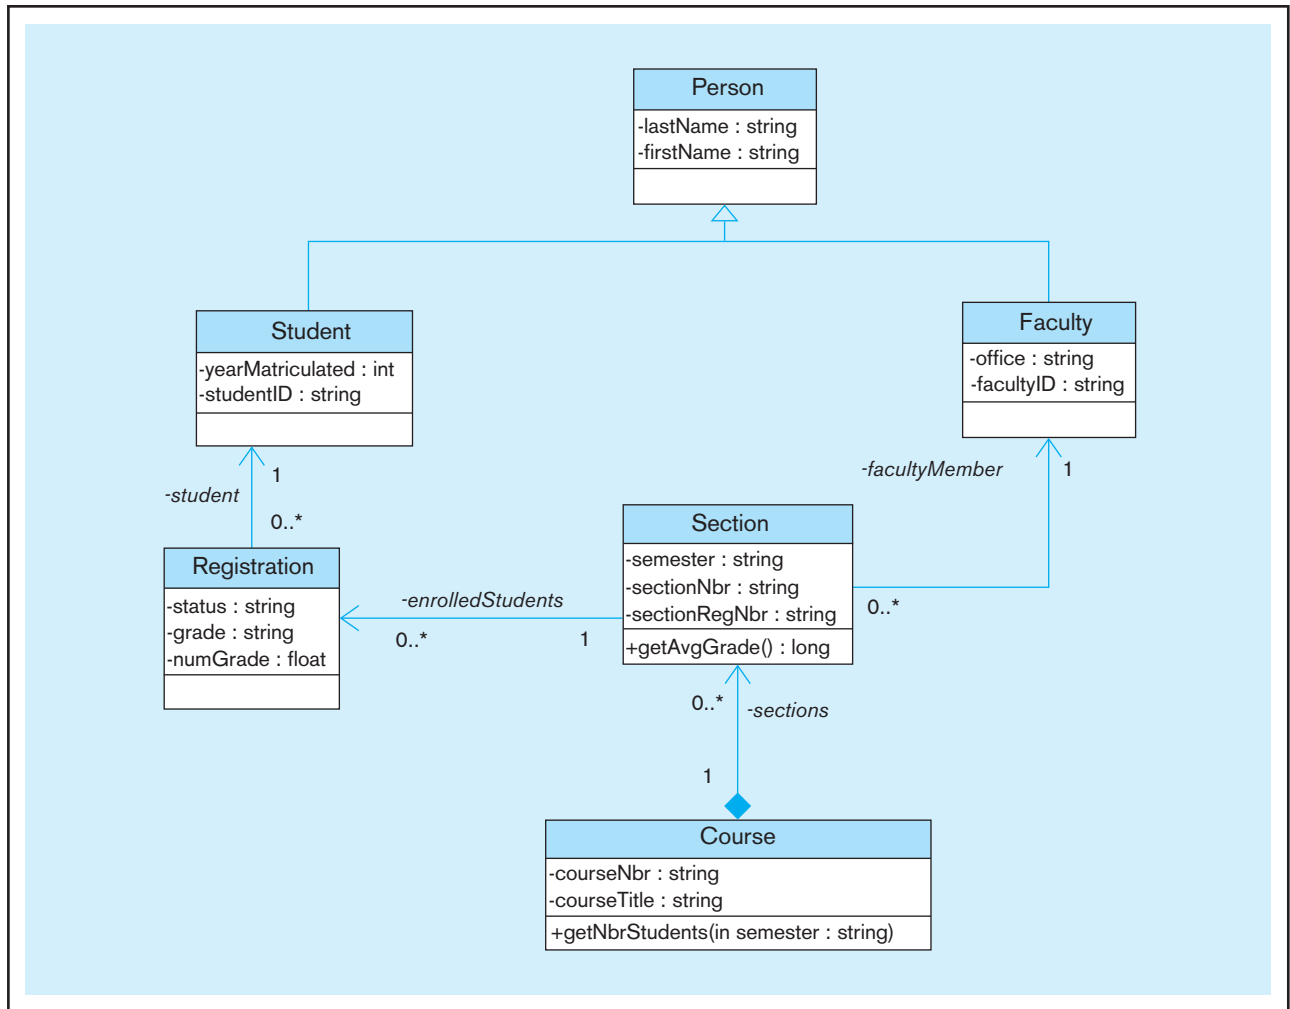 Person
-lastName : string
-firstName : string
Student
-yearMatriculated : int
-studentID : string
Faculty
-office : string
-facultyID : string
1
-student
0..*
-facultyMember
1
Registration
-status : string
-grade : string
-numGrade : float
-enrolledStudents
0..*
1
Section
-semester : string
-sectionNbr : string
-sectionRegNbr : string
+getAvgGrade() : long
0..*
0..*
-sections
1
Course
-courseNbr : string
-courseTitle : string
+getNbrStudents(in semester : string)